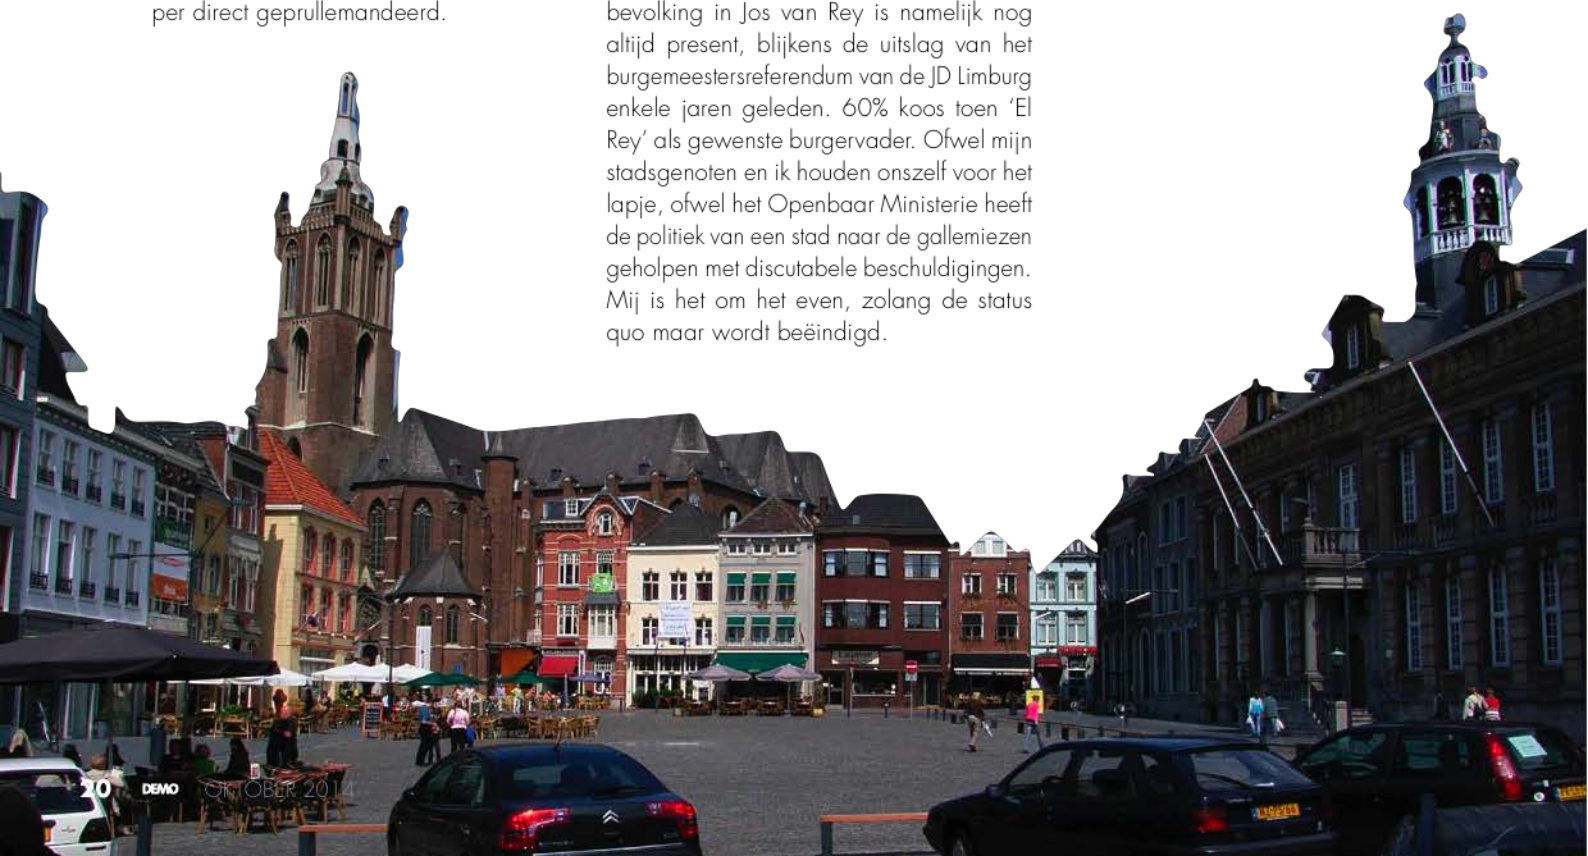 per direct geprullemandeerd.
bevolking in Jos van Rey is namelijk nog
altijd present, blijkens de uitslag van het
burgemeestersreferendum van de JD Limburg
enkele jaren geleden. 60% koos toen ‘El
Rey’ als gewenste burgervader. Ofwel mijn
stadsgenoten en ik houden onszelf voor het
lapje, ofwel het Openbaar Ministerie heeft
de politiek van een stad naar de gallemiezen
geholpen met discutabele beschuldigingen.
Mij is het om het even, zolang de status
quo maar wordt beëindigd.
20 DEMO OKTOBER 2014